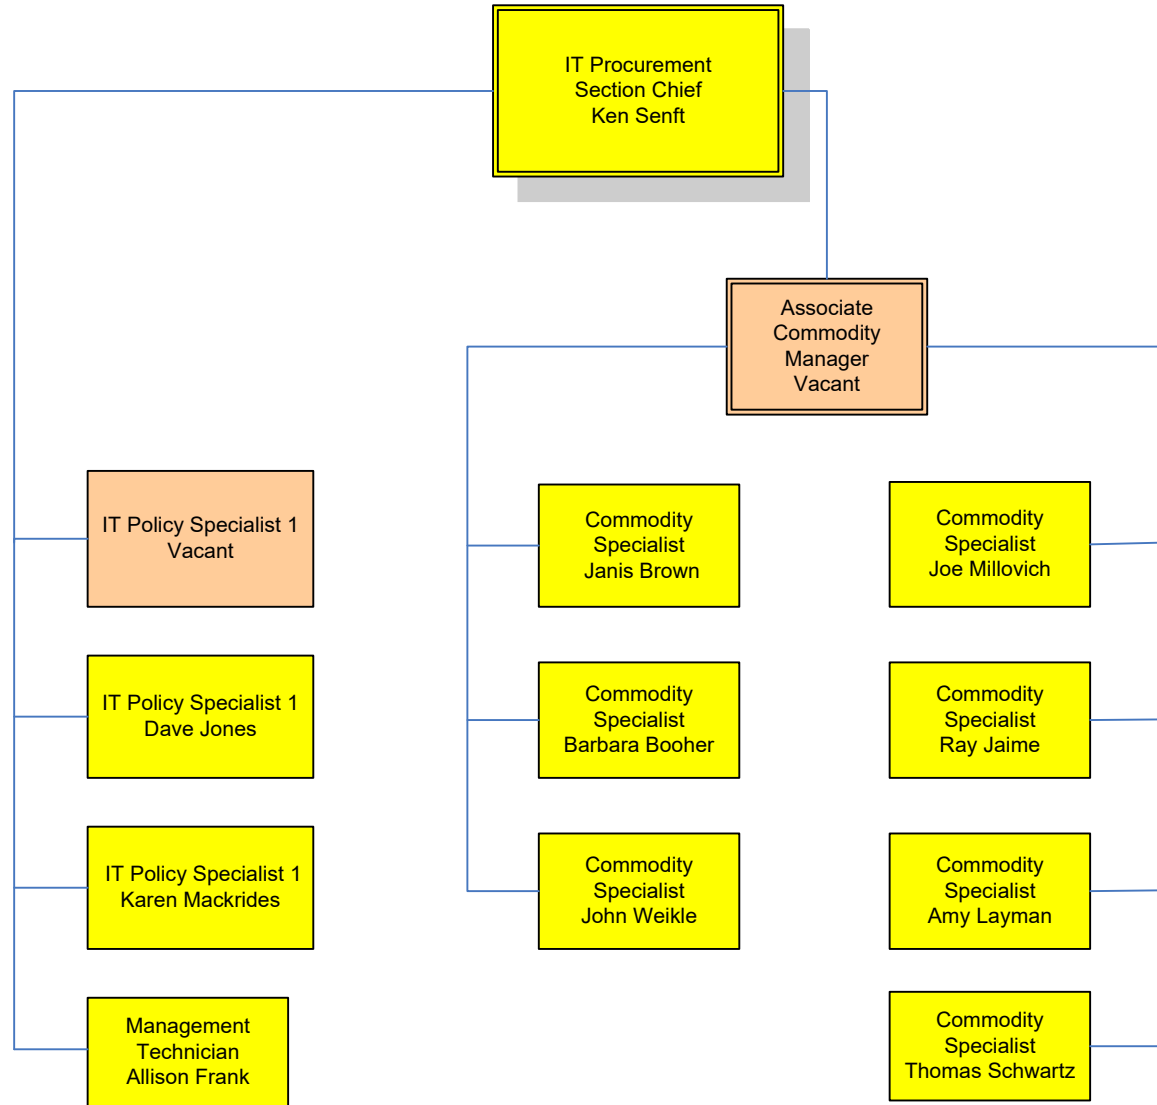 IT Procurement
Section Chief
Ken Senft
Associate
Commodity
Manager
Vacant
IT Policy Specialist 1
Vacant
IT Policy Specialist 1
Dave Jones
IT Policy Specialist 1
Karen Mackrides
Management
Technician
Allison Frank
Commodity
Specialist
Janis Brown
Commodity
Specialist
Barbara Booher
Commodity
Specialist
John Weikle
Commodity
Specialist
Joe Millovich
Commodity
Specialist
Ray Jaime
Commodity
Specialist
Amy Layman
Commodity
Specialist
Thomas Schwartz